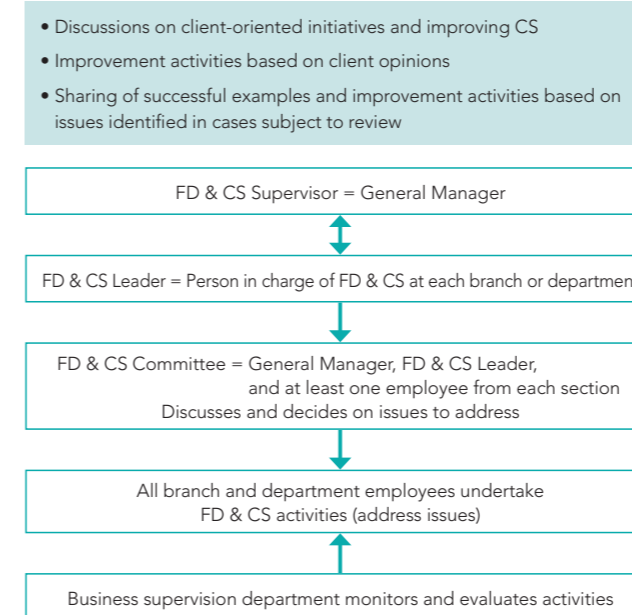 • Discussions on client-oriented initiatives and improving CS
• Improvement activities based on client opinions
• Sharing of successful examples and improvement activities based on
issues identified in cases subject to review
FD & CS Supervisor = General Manager
FD & CS Leader = Person in charge of FD & CS at each branch or departmen
FD & CS Committee = General Manager, FD & CS Leader,
and at least one employee from each section
Discusses and decides on issues to address
All branch and department employees undertake
FD & CS activities (address issues)
Business supervision department monitors and evaluates activities